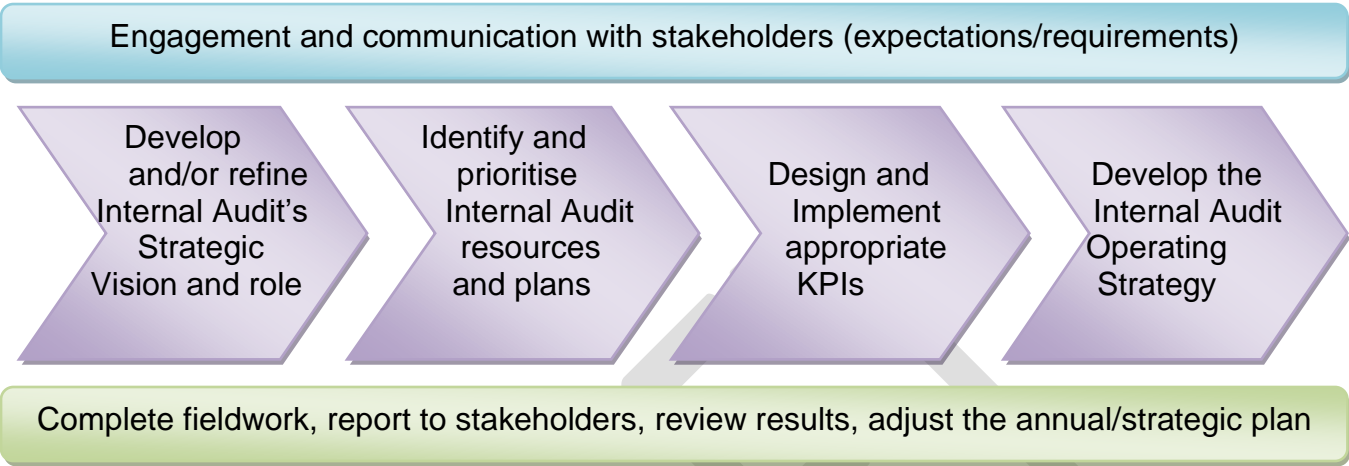 Engagement and communication with stakeholders (expectations/requirements)
Develop
and/or refine
Internal Audit's
Strategic
Vision and role
Identify and
prioritise
Internal Audit
resources
and plans
Design and
Implement
appropriate
KPIs
Develop the
Internal Audit
Operating
Strategy
Complete fieldwork, report to stakeholders, review results, adjust the annual/strategic plan